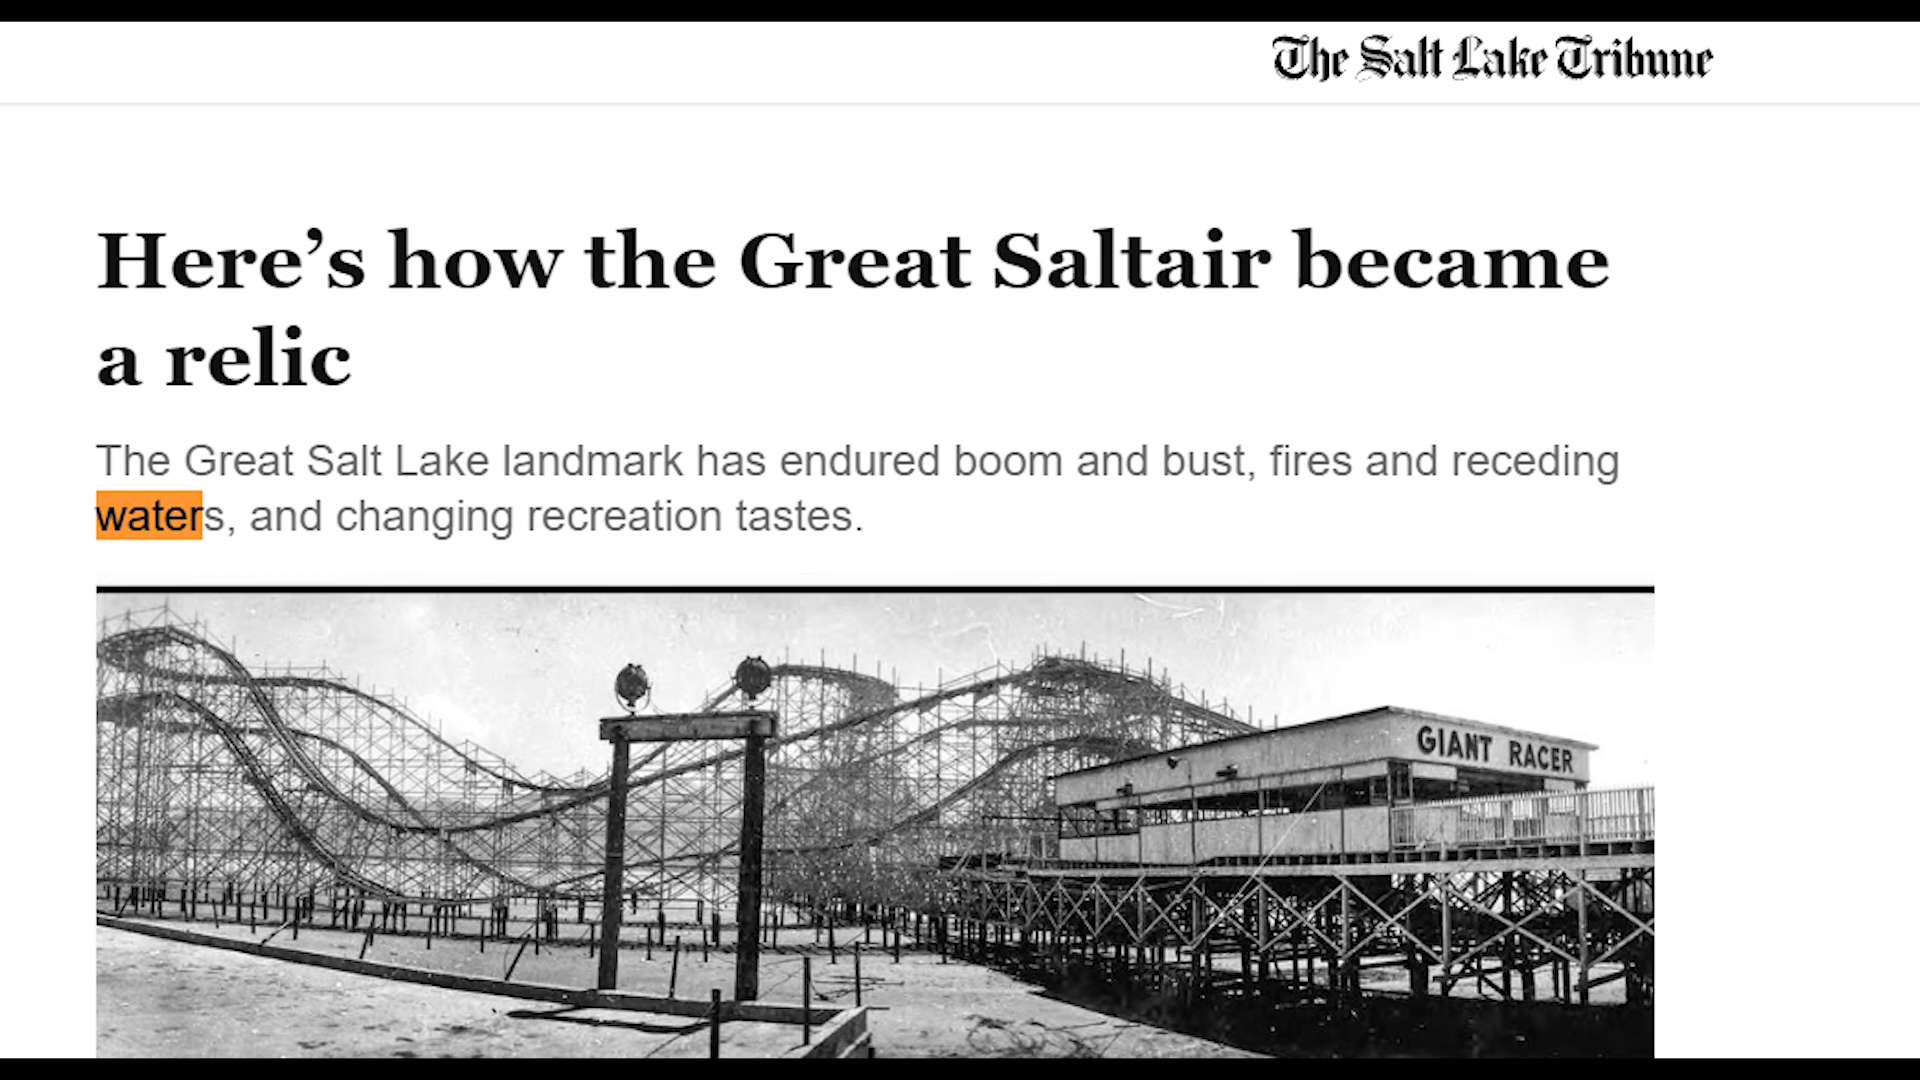 The Salt Lake Tribune
Here’s how the Great Saltair became
a relic
The Great Salt Lake landmark has endured boom and bust, fires and receding
waters, and changing recreation tastes.
GIANT RACER